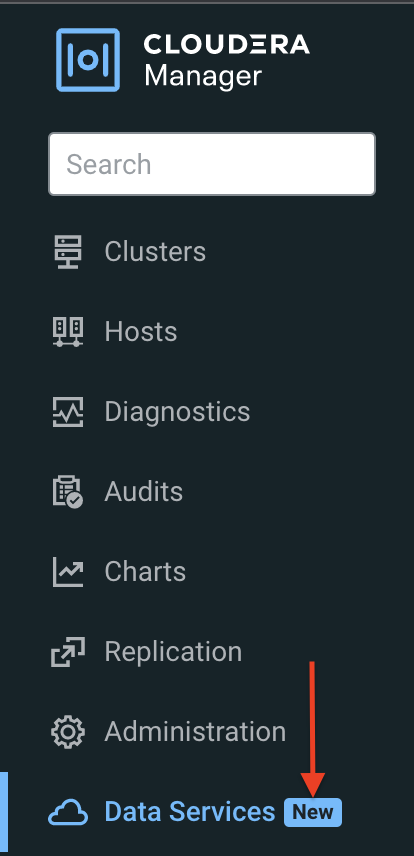 CLOUDERA
Manager
Search
Clusters
Hosts
Diagnostics
Audits
Charts
Replication
Administration
Data Services New